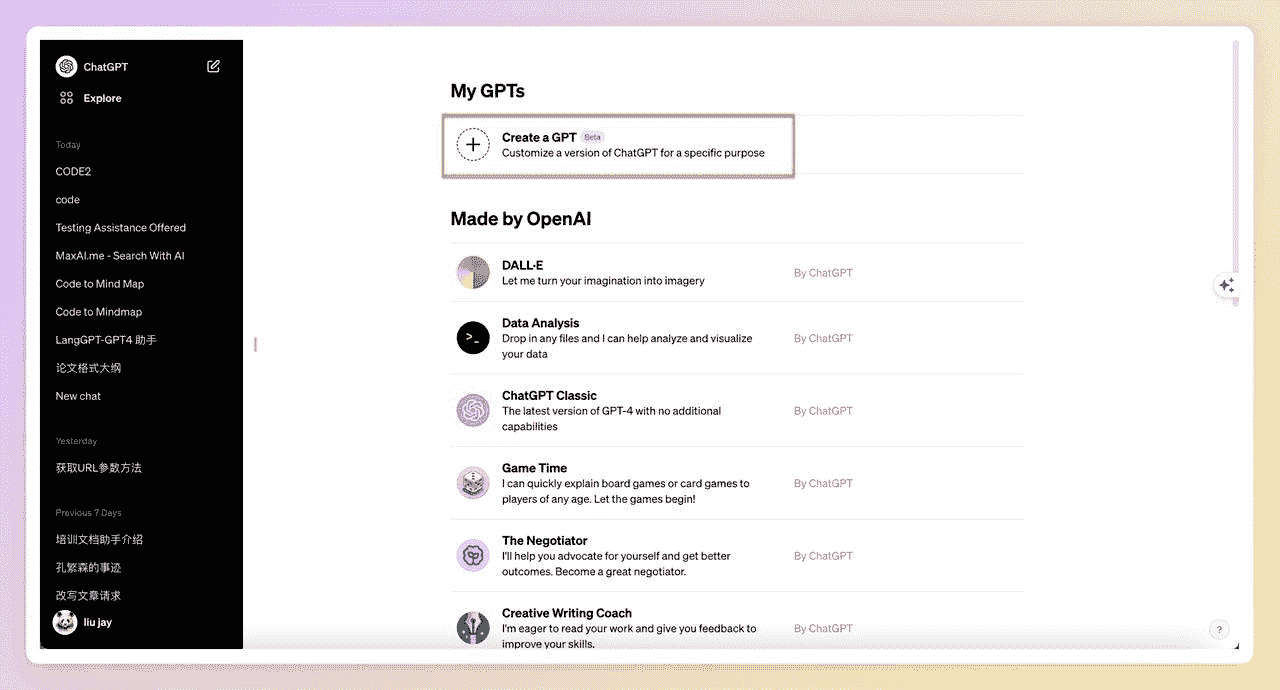 ChatGPT
Explore
Today
CODE2
code
Testing Assistance Offered
MaxAI.me - Search With AI
Code to Mind Map
Code to Mindmap
LangGPT-GPT4 助手
论文格式大纲
New chat
Yesterday
获取URL参数方法
Previous 7 Days
培训文档助手介绍
孔繁森的事迹
改写文章请求
liu jay
My GPTs
Create a GPT Beta
Customize a version of ChatGPT for a specific purpose
Made by OpenAI
DALL·E
Let me turn your imagination into imagery
By ChatGPT
Data Analysis
Drop in any files and I can help analyze and visualize
your data
By ChatGPT
ChatGPT Classic
The latest version of GPT-4 with no additional
capabilities
By ChatGPT
Game Time
I can quickly explain board games or card games to
players of any age. Let the games begin!
By ChatGPT
The Negotiator
I'll help you advocate for yourself and get better
outcomes. Become a great negotiator.
By ChatGPT
Creative Writing Coach
I'm eager to read your work and give you feedback to
improve your skills.
By ChatGPT
?